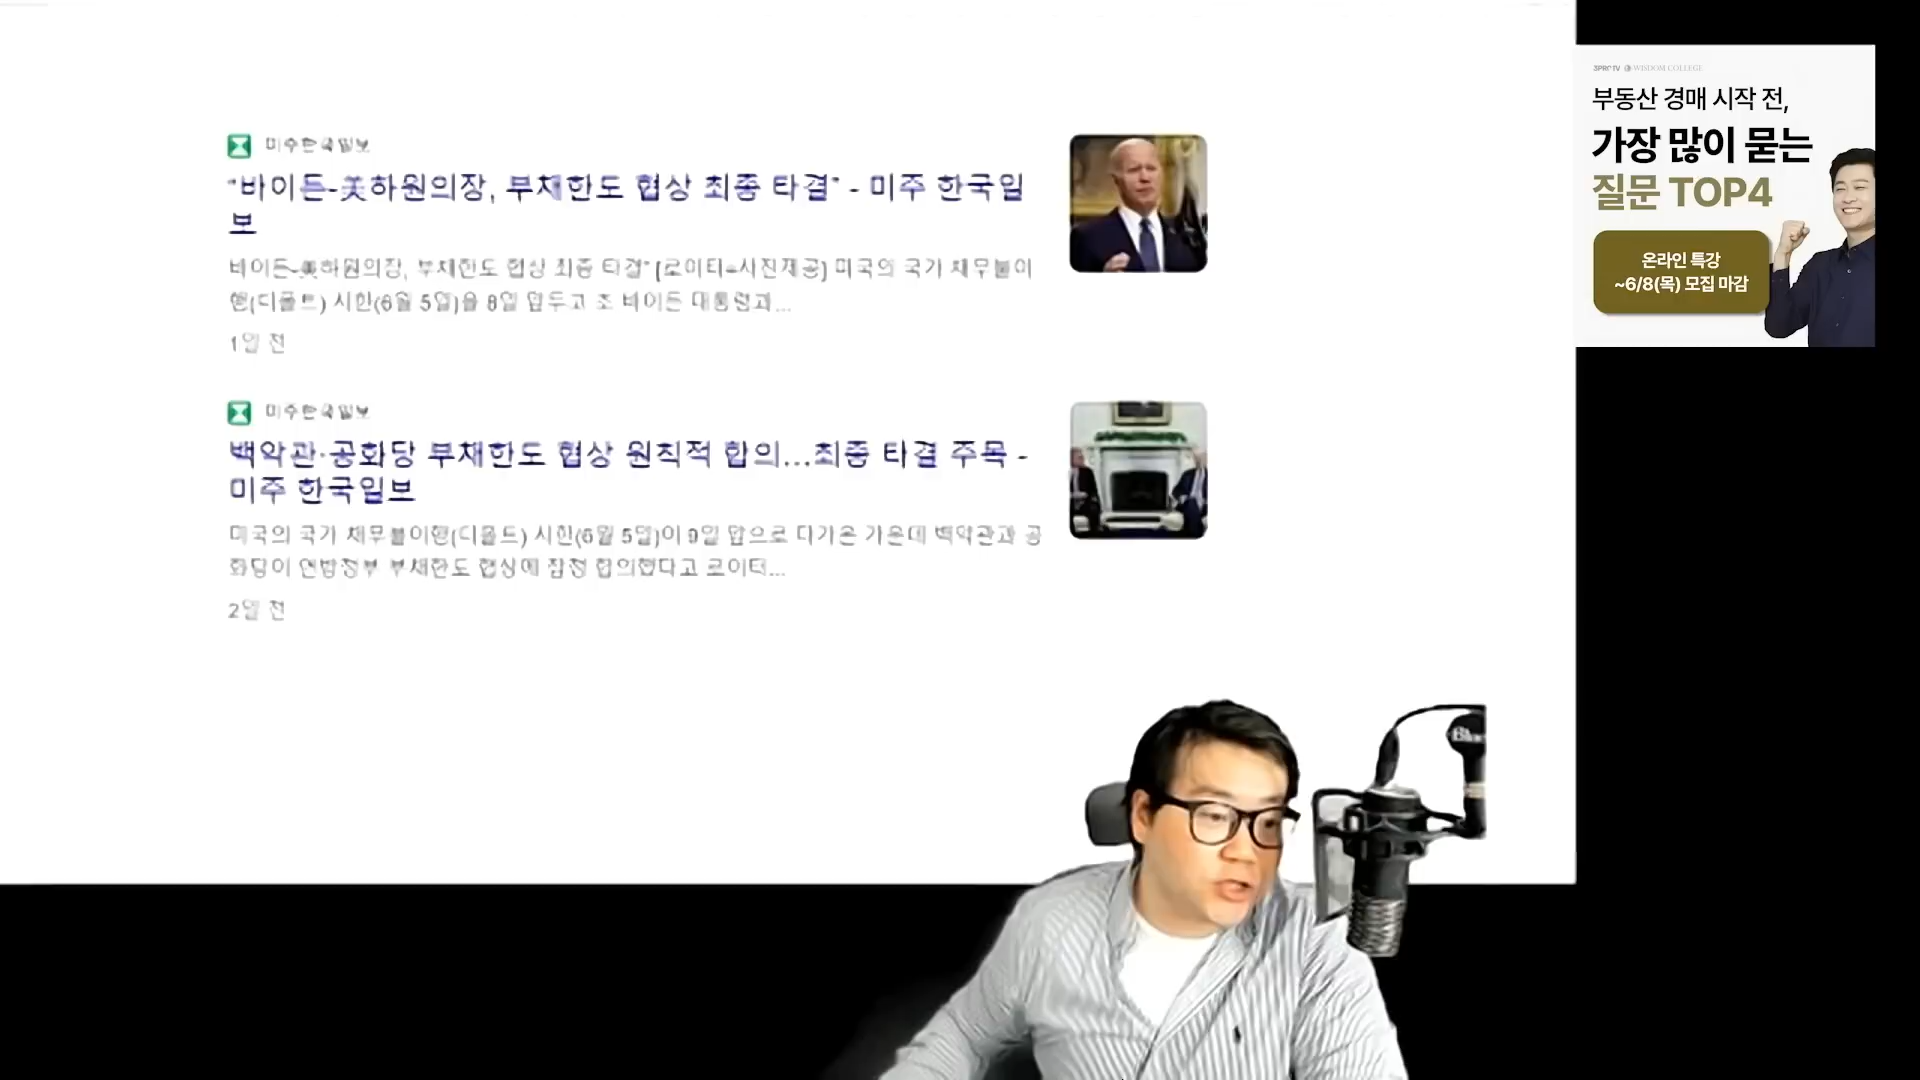 미주한국일보
"바이든-美하원의장, 부채한도 협상 최종 타결" - 미주 한국일
보
바이든-美하원의장, 부채한도 협상 최종 타결" [로이터=사진제공] 미국의 국가 채무불이
행(디폴트) 시한(6월 5일)을 8일 앞두고 조 바이든 대통령과...
1일 전
미주한국일보
백악관·공화당 부채한도 협상 원칙적 합의...최종 타결 주목 -
미주 한국일보
미국의 국가 채무불이행(디폴트) 시한(6월 5일)이 9일 앞으로 다가온 가운데 백악관과 공
화당이 연방정부 부채한도 협상에 잠정 합의했다고 로이터...
2일 전
3PROTV WISDOM COLLEGE
부동산 경매 시작 전,
가장 많이 묻는
질문 TOP4
온라인 특강
~6/8(목) 모집 마감
Blue